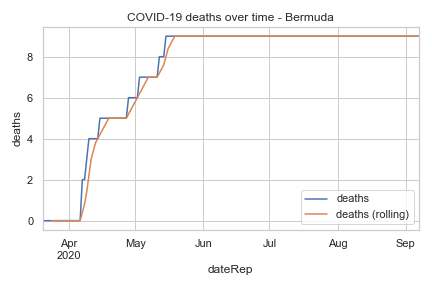 COVID-19 deaths over time - Bermuda
deaths
8
6
4
2
0
Apr
2020
May
Jun
Jul
Aug
Sep
dateRep
deaths
deaths (rolling)